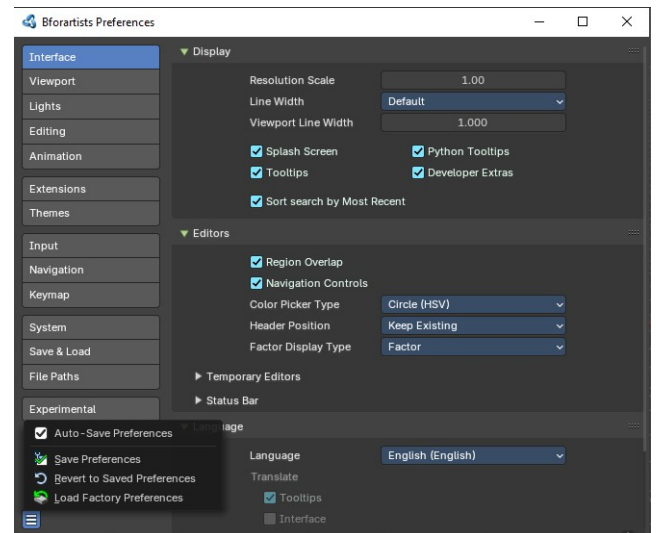 Bforartists Preferences
Interface
Viewport
Lights
Editing
Animation
Extensions
Themes
Input
Navigation
Keymap
System
Save & Load
File Paths
Experimental
Auto-Save Preferences
Save Preferences
Revert to Saved Preferences
Load Factory Preferences
Display
Resolution Scale 1.00
Line Width Default
Viewport Line Width 1.000
Splash Screen Python Tooltips
Tooltips Developer Extras
Sort search by Most Recent
Editors
Region Overlap
Navigation Controls
Color Picker Type Circle (HSV)
Header Position Keep Existing
Factor Display Type Factor
Temporary Editors
Status Bar
Language
Language English (English)
Translate
Tooltips
Interface